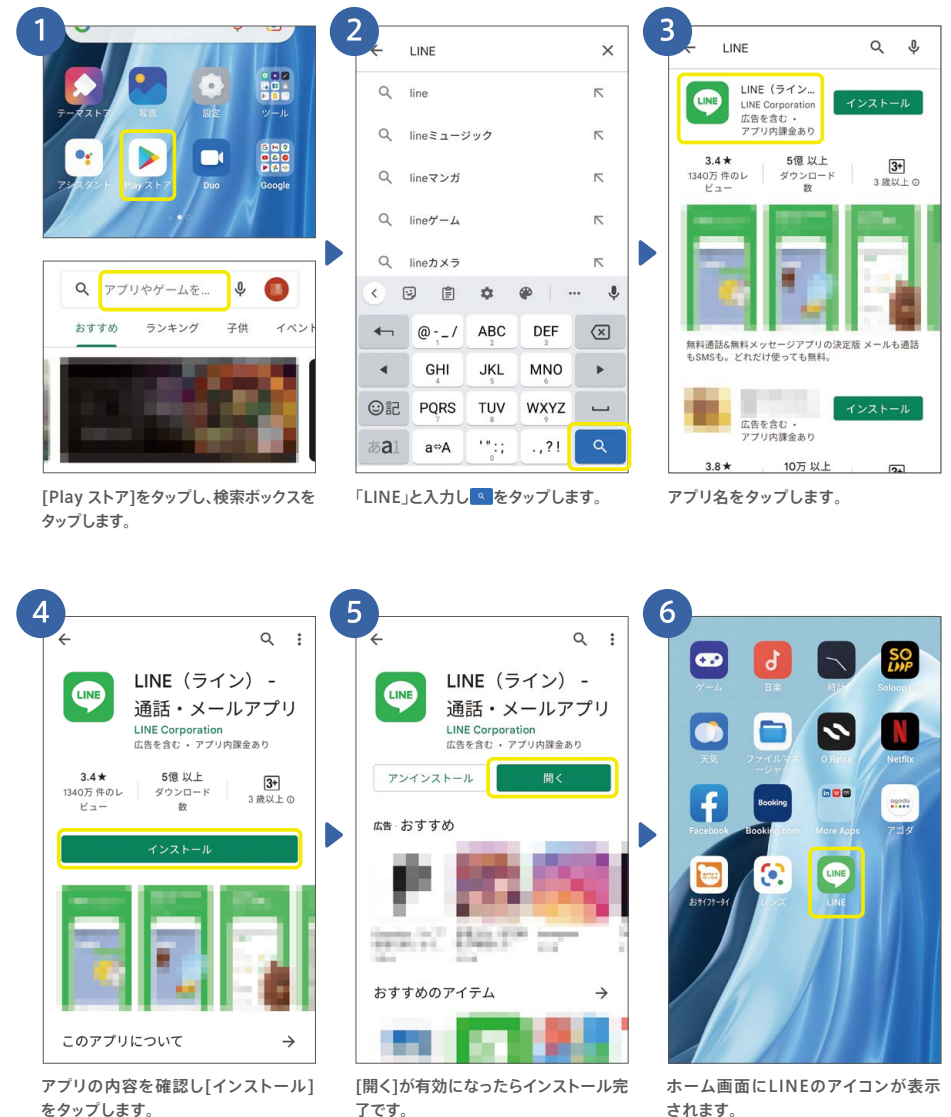 1
テーマストア
写真
設定
ツール
アシスタント
Play ストア
Duo
Google
アプリやゲームを...
おすすめ
ランキング
子供
イベント
[Play ストア]をタップし、検索ボックスを
タップします。
2
LINE
line
lineミュージック
lineマンガ
lineゲーム
lineカメラ
@-_/ ABC DEF
1 2 3
GHI JKL MNO
4 5 6
記 PQRS TUV WXYZ
7 8 9
あa1 a⇔A '":; .,?!
0
「LINE」と入力し をタップします。
3
LINE
LINE
LINE（ライン...
LINE Corporation
広告を含む・
アプリ内課金あり
インストール
3.4★
1340万 件のレ
ビュー
5億 以上
ダウンロード
数
3+
3 歳以上
無料通話&無料メッセージアプリの決定版 メールも通話
もSMSも。どれだけ使っても無料。
広告を含む・
アプリ内課金あり
インストール
3.8★
10万 以上
3+
アプリ名をタップします。
4
LINE
LINE（ライン） -
通話・メールアプリ
LINE Corporation
広告を含む・アプリ内課金あり
3.4★
1340万 件のレ
ビュー
5億 以上
ダウンロード
数
3+
3 歳以上
インストール
このアプリについて
アプリの内容を確認し[インストール]
をタップします。
5
LINE
LINE（ライン） -
通話・メールアプリ
LINE Corporation
広告を含む・アプリ内課金あり
アンインストール
開く
広告・おすすめ
おすすめのアイテム
[開く]が有効になったらインストール完
了です。
6
ゲーム
音楽
時計
SO
LOOP
Soloop
天気
ファイルマネ
ージャー
O Relax
Netflix
Facebook
Booking
Booking.com
More Apps
agoda
アゴダ
おサイフケータイ
レンズ
LINE
LINE
ホーム画面にLINEのアイコンが表示
されます。